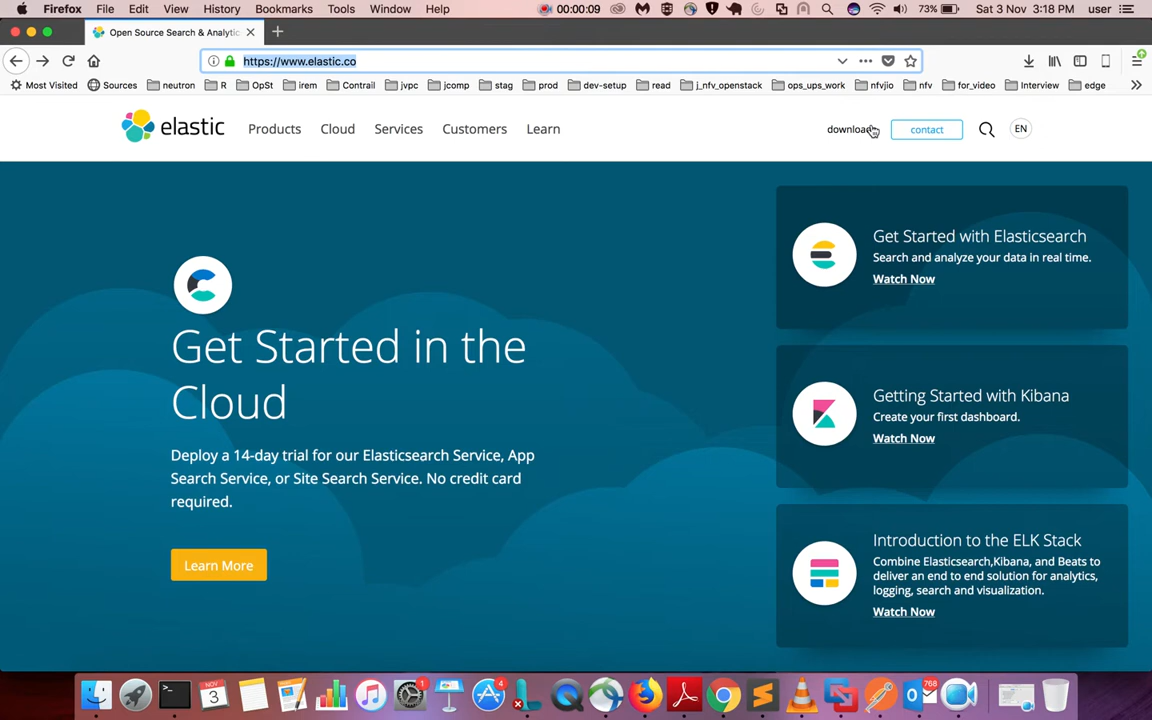 Firefox File Edit View History Bookmarks Tools Window Help 00:00:09 73% Sat 3 Nov 3:18 PM user
Open Source Search & Analytic
https://www.elastic.co
Most Visited Sources neutron R OpSt irem Contrail jvpc jcomp stag prod dev-setup read j_nfv_openstack ops_ups_work nfvjio nfv for_video Interview edge
elastic Products Cloud Services Customers Learn contact EN
Get Started in the
Cloud
Deploy a 14-day trial for our Elasticsearch Service, App
Search Service, or Site Search Service. No credit card
required.
Learn More
Get Started with Elasticsearch
Search and analyze your data in real time.
Watch Now
Getting Started with Kibana
Create your first dashboard.
Watch Now
Introduction to the ELK Stack
Combine Elasticsearch,Kibana, and Beats to
deliver an end to end solution for analytics,
logging, search and visualization.
Watch Now
NOV
3
1
4
768